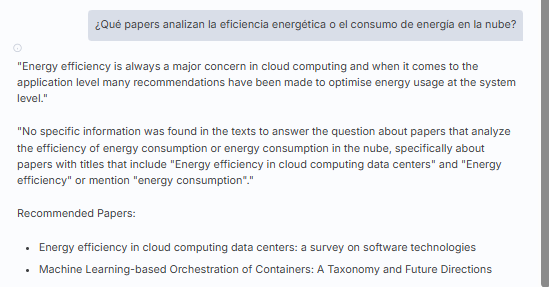 ¿Qué papers analizan la eficiencia energética o el consumo de energía en la nube?
"Energy efficiency is always a major concern in cloud computing and when it comes to the
application level many recommendations have been made to optimise energy usage at the system
level."
"No specific information was found in the texts to answer the question about papers that analyze
the efficiency of energy consumption or energy consumption in the nube, specifically about
papers with titles that include "Energy efficiency in cloud computing data centers" and "Energy
efficiency" or mention "energy consumption"."
Recommended Papers:
• Energy efficiency in cloud computing data centers: a survey on software technologies
• Machine Learning-based Orchestration of Containers: A Taxonomy and Future Directions